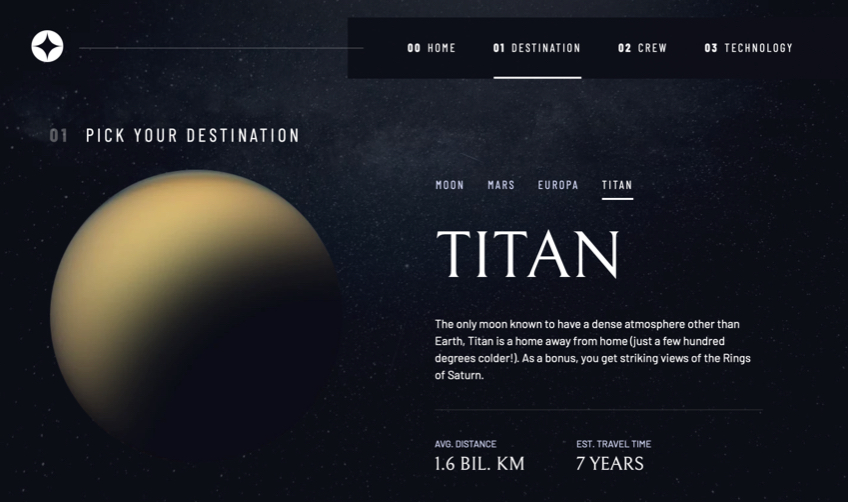 00 HOME
01 DESTINATION
02 CREW
03 TECHNOLOGY
01 PICK YOUR DESTINATION
MOON
MARS
EUROPA
TITAN
TITAN
The only moon known to have a dense atmosphere other than
Earth, Titan is a home away from home (just a few hundred
degrees colder!). As a bonus, you get striking views of the Rings
of Saturn.
AVG. DISTANCE
1.6 BIL. KM
EST. TRAVEL TIME
7 YEARS